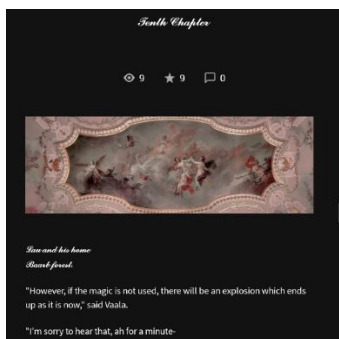 Tenth Chapter
9 9 0
Lau and his home
Baarb forest.
"However, if the magic is not used, there will be an explosion which ends
up as it is now," said Vaala.
"I'm sorry to hear that, ah for a minute-